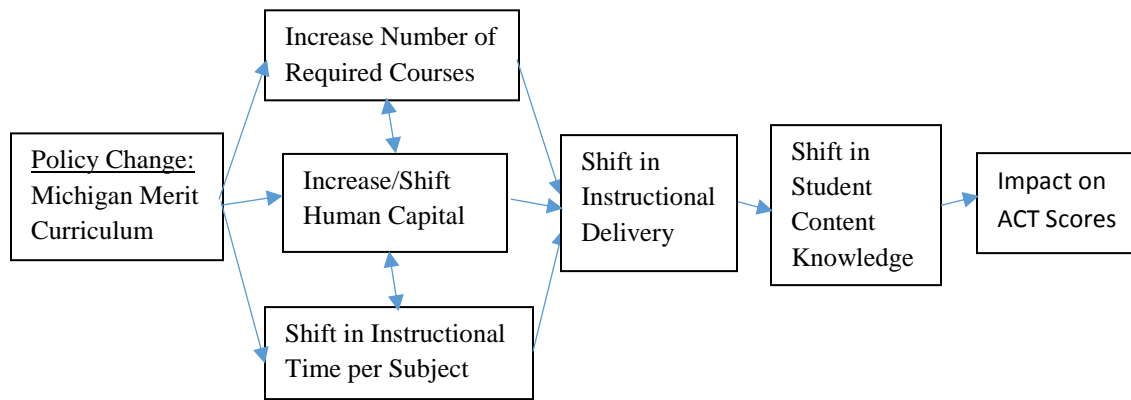 Increase Number of
Required Courses
Policy Change:
Michigan Merit
Curriculum
Increase/Shift
Human Capital
Shift in Instructional
Time per Subject
Shift in
Instructional
Delivery
Shift in
Student
Content
Knowledge
Impact on
ACT Scores